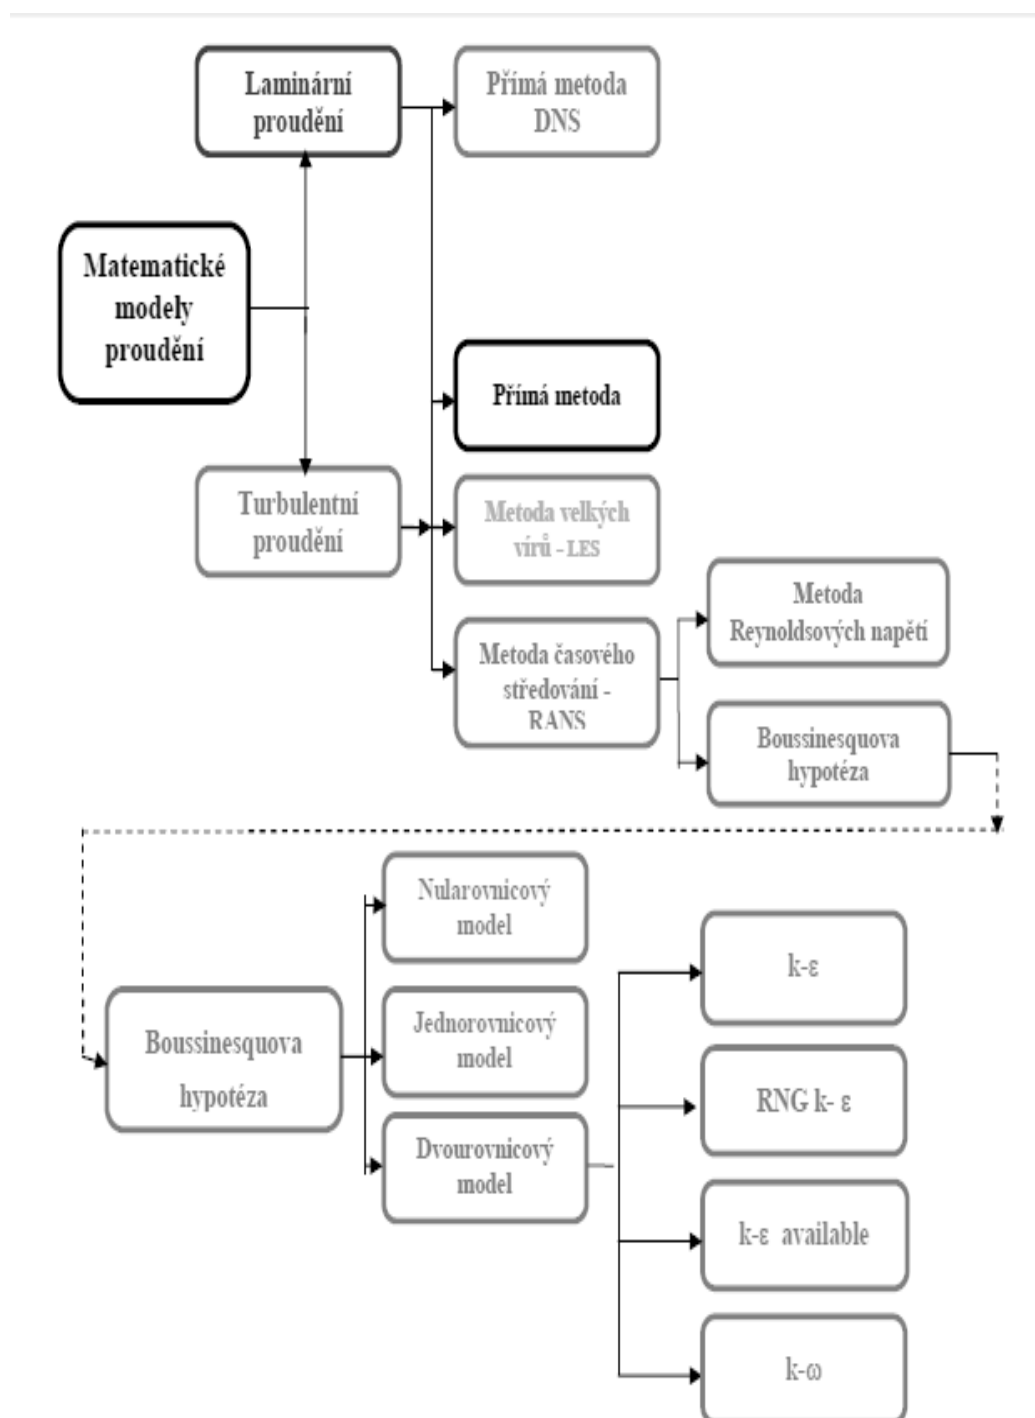 Laminární
proudění
Přímá metoda
DNS
Matematické
modely
proudění
Přímá metoda
Turbulentní
proudění
Metoda velkých
vírů - LES
Metoda časového
středování -
RANS
Metoda
Reynoldsových napětí
Boussinesquova
hypotéza
Nularovnicový
model
Boussinesquova
hypotéza
Jednorovnicový
model
Dvourovnicový
model
k-ε
RNG k- ε
k-ε available
k-ω